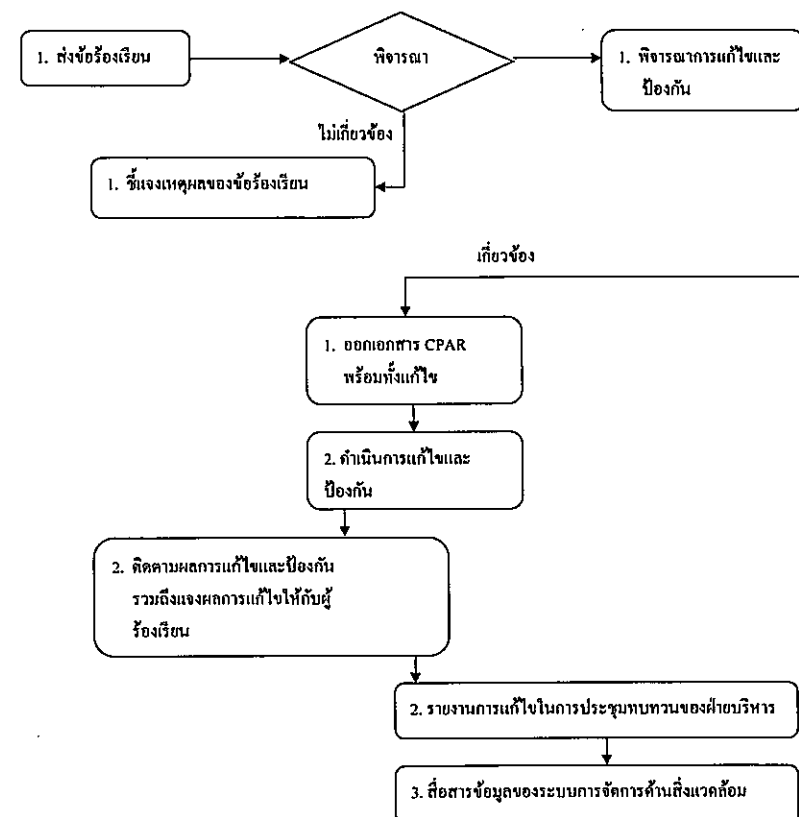 1. ส่งข้อร้องเรียน
พิจารณา
1. พิจารณาการแก้ไขและ
ป้องกัน
ไม่เกี่ยวข้อง
1. ชี้แจงเหตุผลของข้อร้องเรียน
เกี่ยวข้อง
1. ออกเอกสาร CPAR
พร้อมทั้งแก้ไข
2. ดำเนินการแก้ไขและ
ป้องกัน
2. ติดตามผลการแก้ไขและป้องกัน
รวมถึงแจงผลการแก้ไขให้กับผู้
ร้องเรียน
2. รายงานการแก้ไขในการประชุมทบทวนของฝ่ายบริหาร
3. สื่อสารข้อมูลของระบบการจัดการด้านสิ่งแวดล้อม